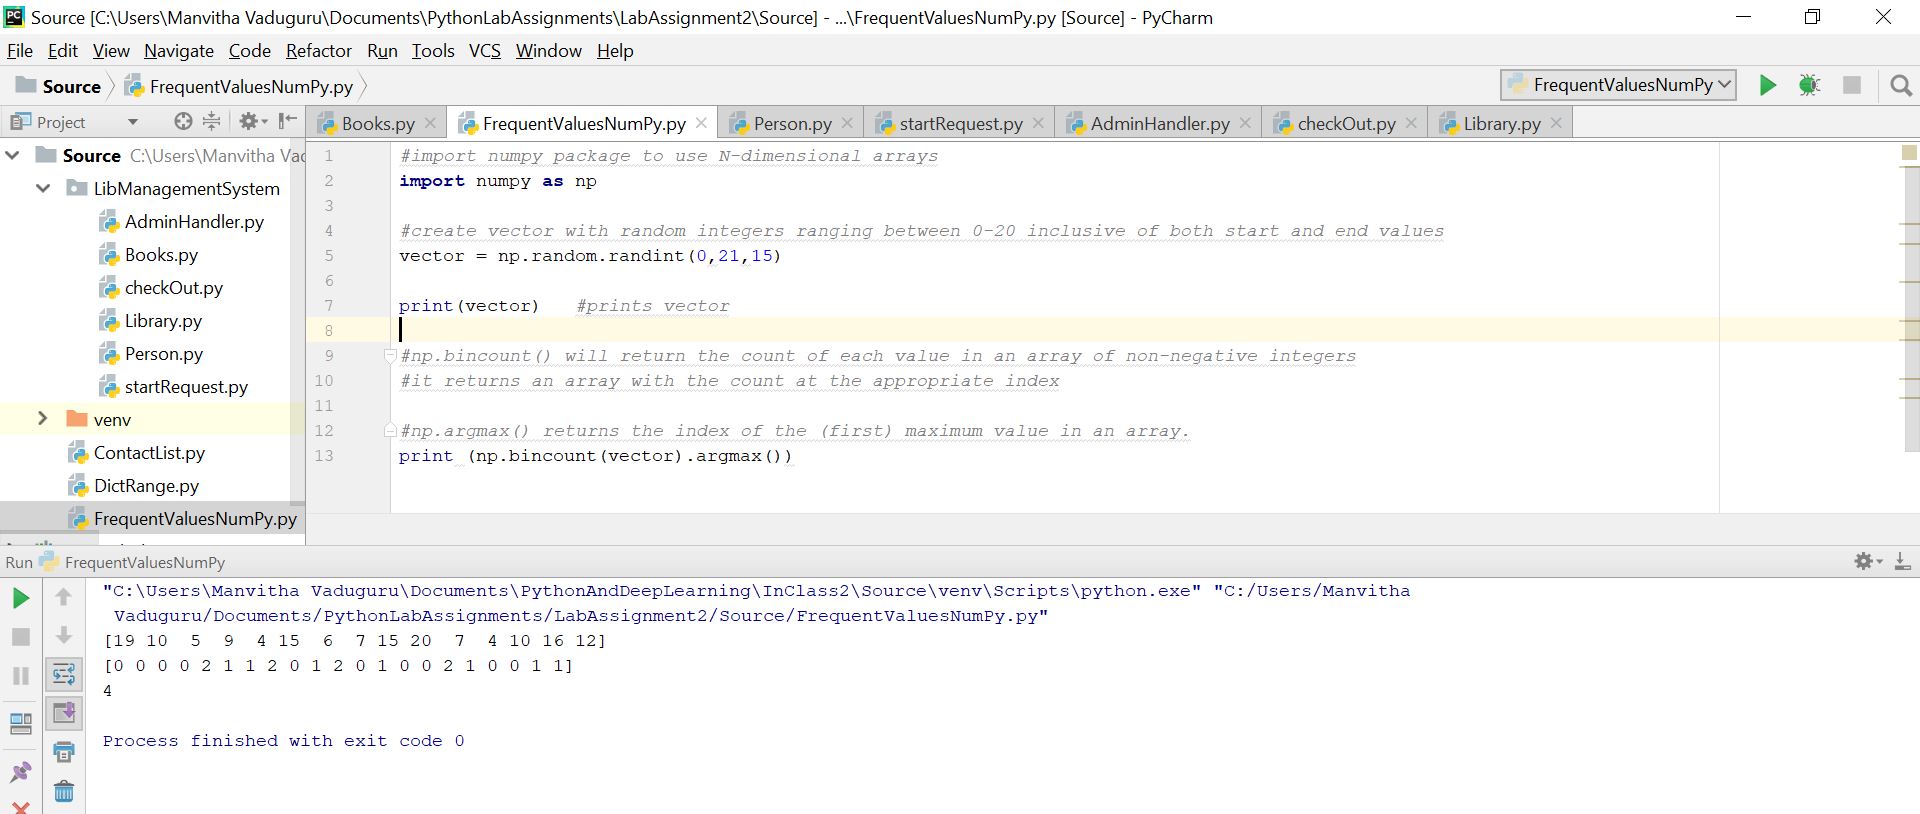 Source [C:\Users\Manvitha Vaduguru\Documents\PythonLabAssignments\LabAssignment2\Source] - ...\FrequentValuesNumPy.py [Source] - PyCharm
File Edit View Navigate Code Refactor Run Tools VCS Window Help
Source FrequentValuesNumPy.py FrequentValuesNumPy
Project Books.py FrequentValuesNumPy.py Person.py startRequest.py AdminHandler.py checkOut.py Library.py
Source C:\Users\Manvitha Vac
LibManagementSystem
AdminHandler.py
Books.py
checkOut.py
Library.py
Person.py
startRequest.py
venv
ContactList.py
DictRange.py
FrequentValuesNumPy.py
1 #import numpy package to use N-dimensional arrays
2 import numpy as np
3
4 #create vector with random integers ranging between 0-20 inclusive of both start and end values
5 vector = np.random.randint(0,21,15)
6
7 print(vector)   #prints vector
8
9 #np.bincount() will return the count of each value in an array of non-negative integers
10 #it returns an array with the count at the appropriate index
11
12 #np.argmax() returns the index of the (first) maximum value in an array.
13 print (np.bincount(vector).argmax())
Run FrequentValuesNumPy
"C:\Users\Manvitha Vaduguru\Documents\PythonAndDeepLearning\InClass2\Source\venv\Scripts\python.exe" "C:/Users/Manvitha
Vaduguru/Documents/PythonLabAssignments/LabAssignment2/Source/FrequentValuesNumPy.py"
[19 10  5  9  4 15  6  7 15 20  7  4 10 16 12]
[0 0 0 0 2 1 1 2 0 1 2 0 1 0 0 2 1 0 0 1 1]
4
Process finished with exit code 0